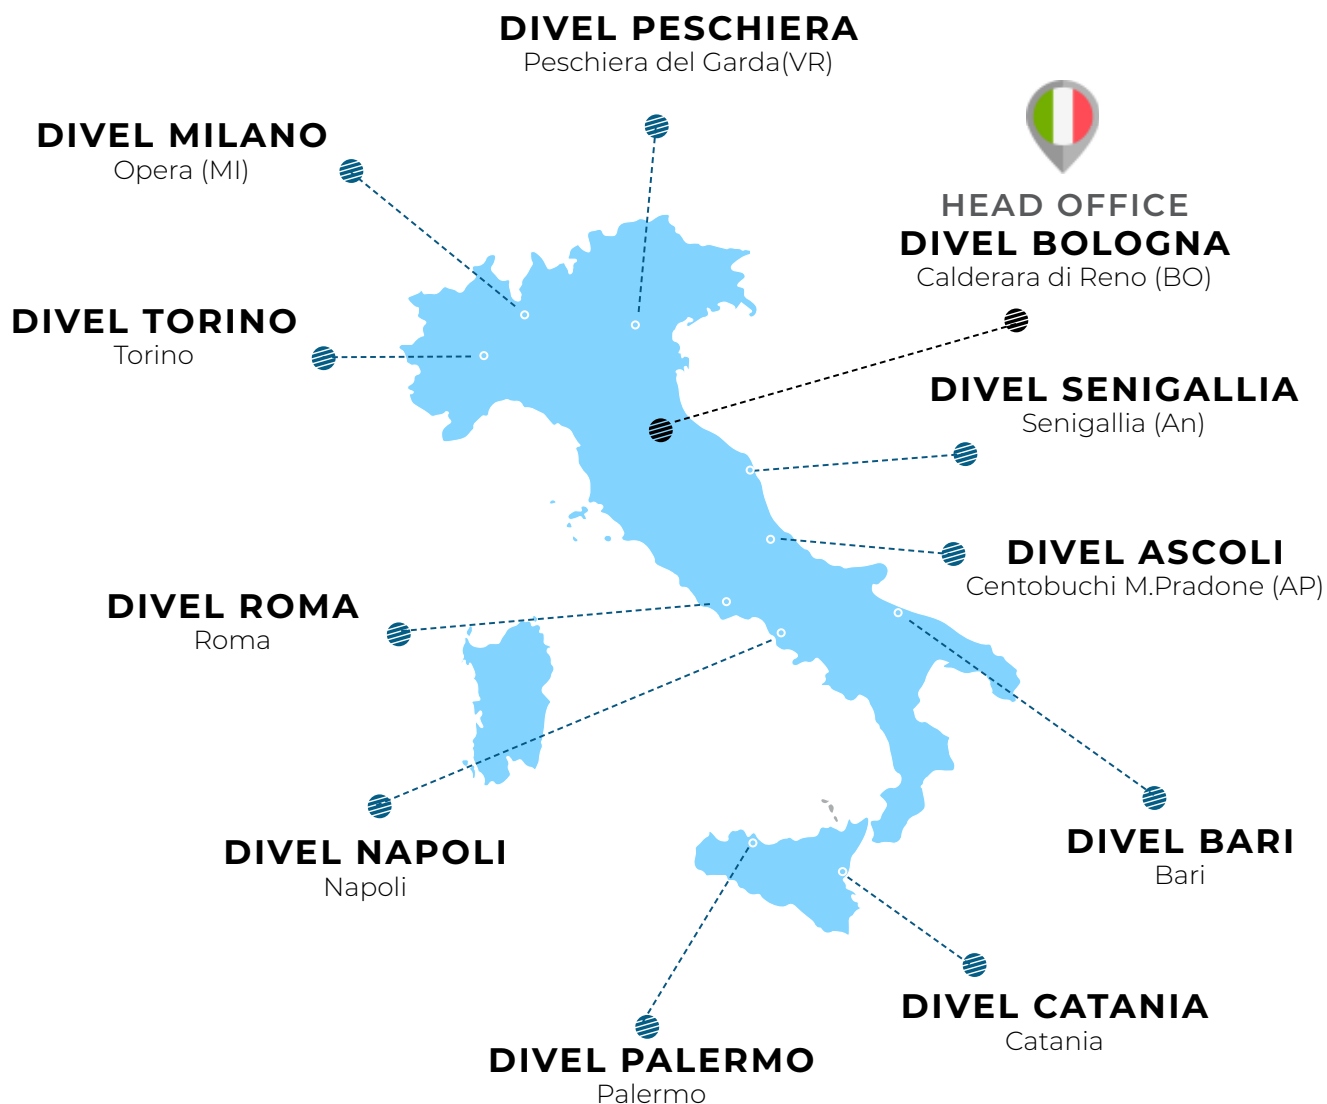 DIVEL PESCHIERA
Peschiera del Garda(VR)
DIVEL MILANO
Opera (MI)
HEAD OFFICE
DIVEL BOLOGNA
Calderara di Reno (BO)
DIVEL TORINO
Torino
DIVEL SENIGALLIA
Senigallia (An)
DIVEL ASCOLI
Centobuchi M.Pradone (AP)
DIVEL ROMA
Roma
DIVEL NAPOLI
Napoli
DIVEL BARI
Bari
DIVEL CATANIA
Catania
DIVEL PALERMO
Palermo